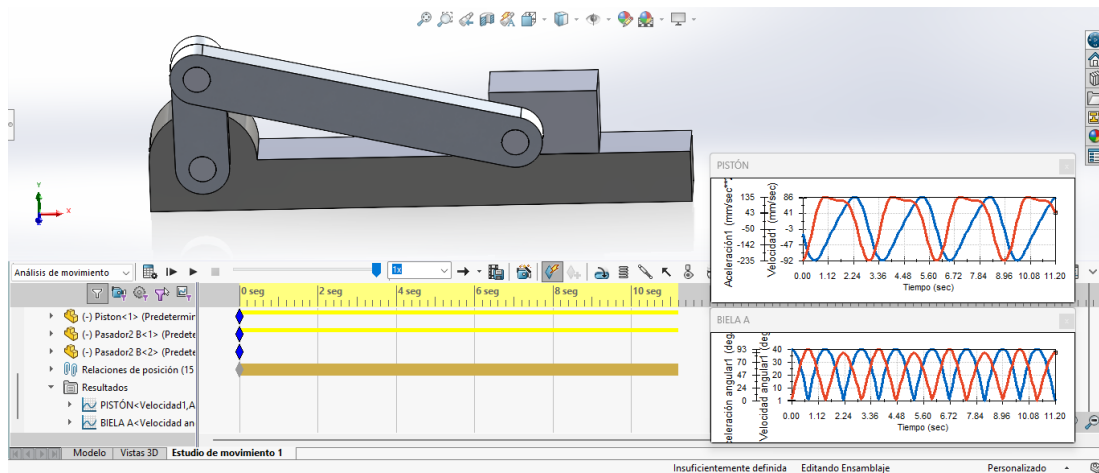 Y
X
Análisis de movimiento
1x
0 seg
2 seg
4 seg
6 seg
8 seg
10 seg
(-) Piston<1> (Predetermir
(-) Pasador2 B<1> (Predete
(-) Pasador2 B<2> (Predete
Relaciones de posición (15
Resultados
PISTÓN<Velocidad1,A
BIELA A<Velocidad an
PISTÓN
Aceleración1 (mm/sec**
Velocidad1 (mm/sec)
135
43
-50
-142
-235
86
41
-3
-47
-92
0.00 1.12 2.24 3.36 4.48 5.60 6.72 7.84 8.96 10.08 11.20
Tiempo (sec)
BIELA A
eleración angular1 (deg
Velocidad angular1 (deg
93
70
47
24
1
40
30
20
10
1
0.00 1.12 2.24 3.36 4.48 5.60 6.72 7.84 8.96 10.08 11.20
Tiempo (sec)
Modelo
Vistas 3D
Estudio de movimiento 1
Insuficientemente definida
Editando Ensamblaje
Personalizado